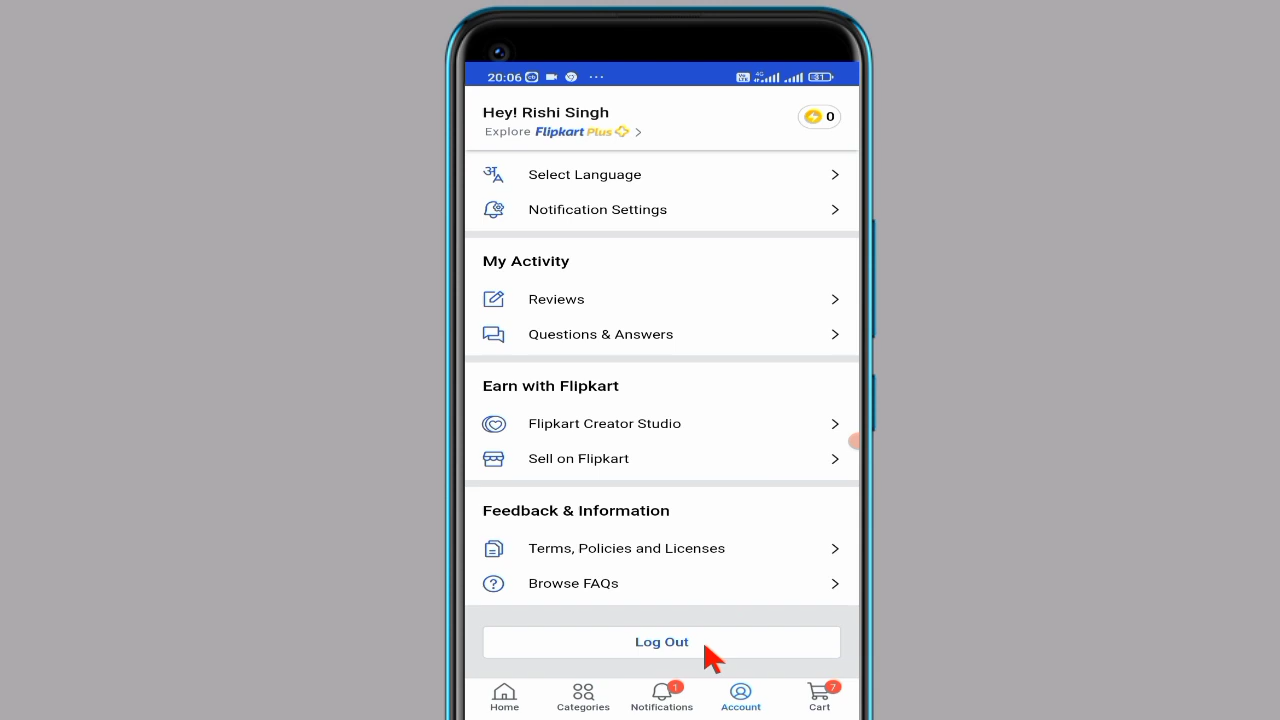 20:06
4G
31
Hey! Rishi Singh
0
Explore Flipkart Plus
Select Language
Notification Settings
My Activity
Reviews
Questions & Answers
Earn with Flipkart
Flipkart Creator Studio
Sell on Flipkart
Feedback & Information
Terms, Policies and Licenses
Browse FAQs
Log Out
1
7
Home Categories Notifications Account Cart